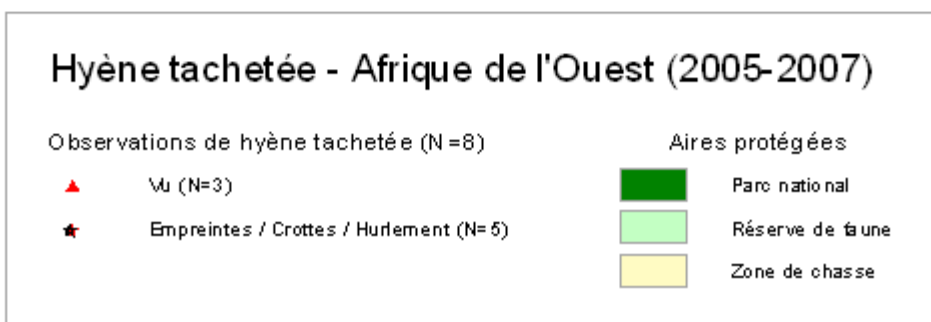 Hyène tachetée - Afrique de l'Ouest (2005-2007)
Observations de hyène tachetée (N=8)
Aires protégées
Vu (N=3)
Parc national
Empreintes / Crottes / Hurlement (N=5)
Réserve de faune
Zone de chasse